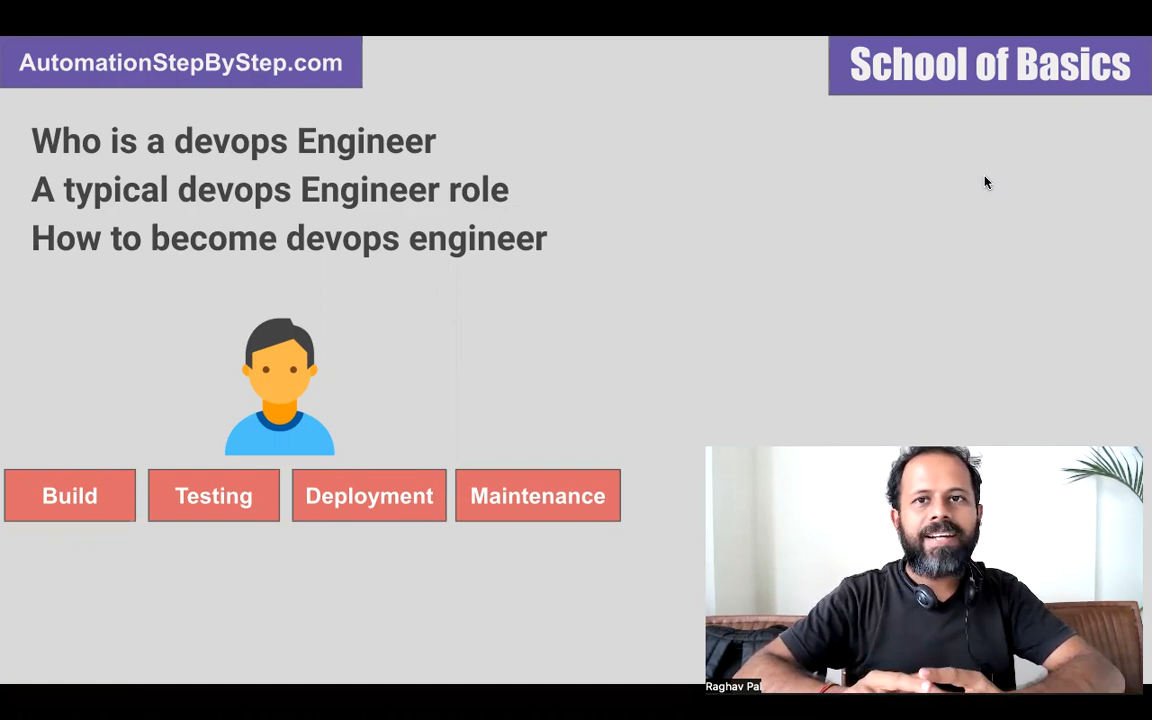 AutomationStepByStep.com
School of Basics
Who is a devops Engineer
A typical devops Engineer role
How to become devops engineer
Build
Testing
Deployment
Maintenance
Raghav Pal